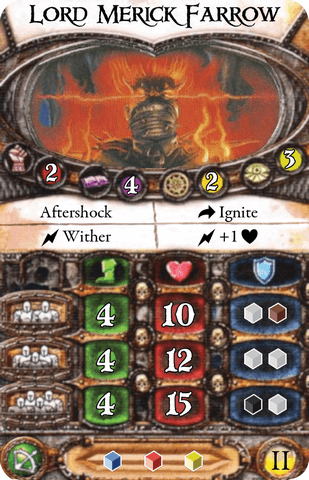 LORD MERICK FARROW
2 4 2 3
Aftershock Ignite
Wither +1
4 10
4 12
4 15
II